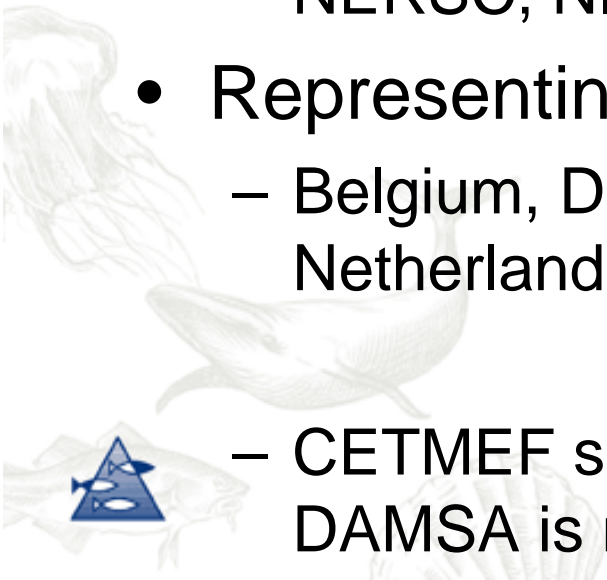 NERSC, N
• Representin
– Belgium, D
Netherland
– CETMEF s
DAMSA is